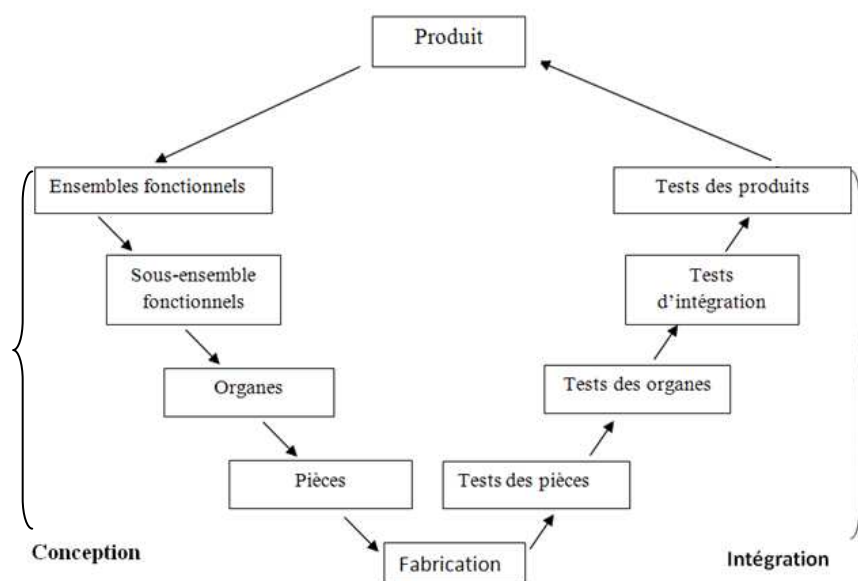 Produit
Ensembles fonctionnels
Tests des produits
Sous-ensemble
fonctionnels
Tests
d'intégration
Organes
Tests des organes
Pièces
Tests des pièces
Conception
Fabrication
Intégration